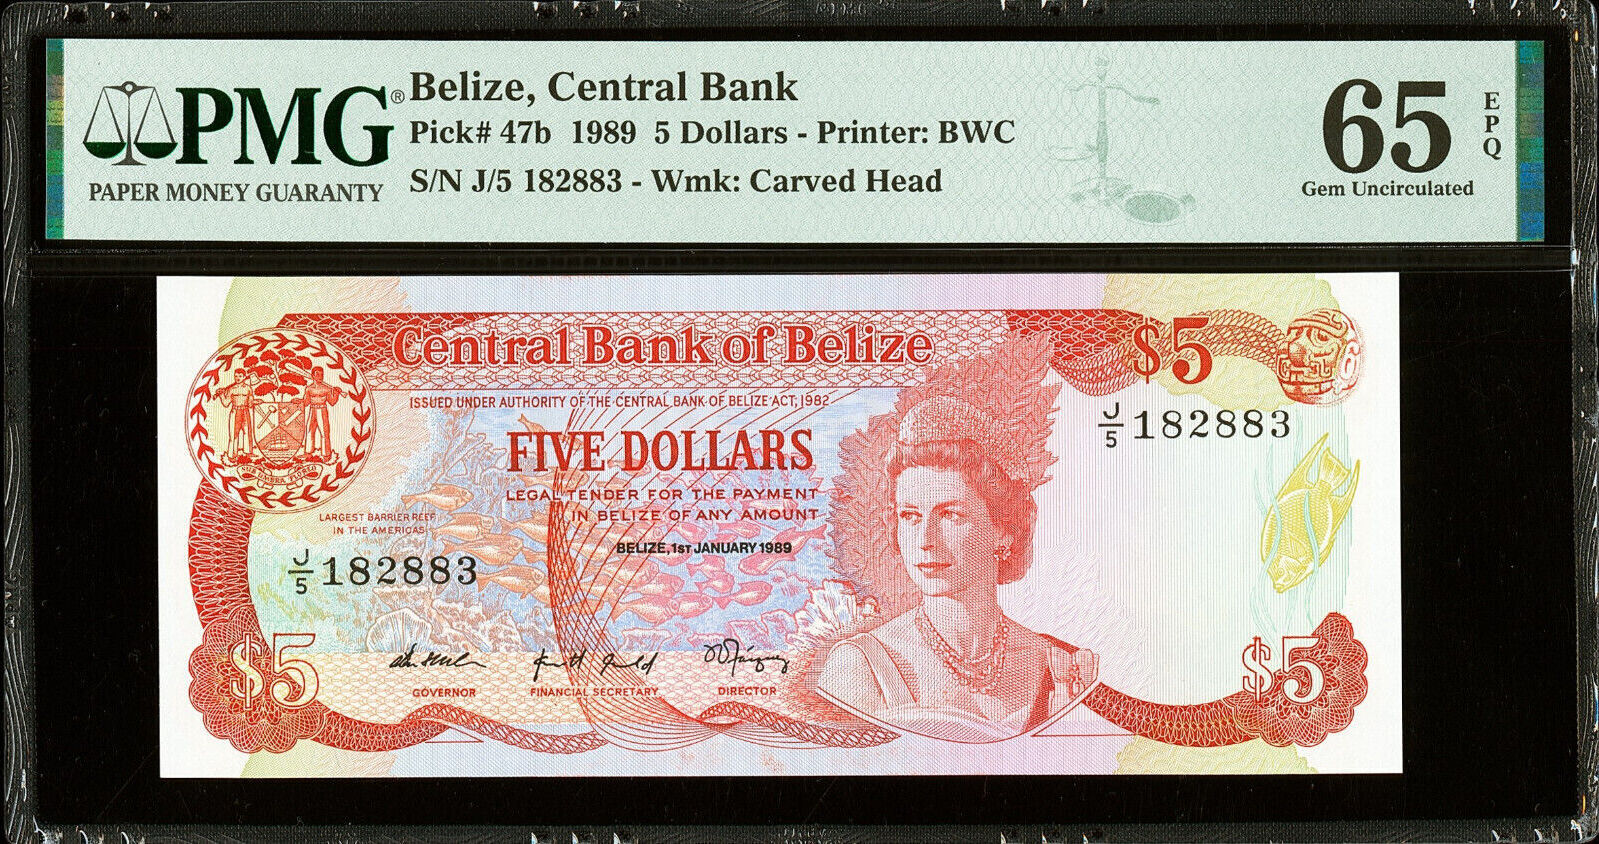 PMG®
PAPER MONEY GUARANTY
Belize, Central Bank
Pick# 47b 1989 5 Dollars - Printer: BWC
S/N J/5 182883 - Wmk: Carved Head
65
EPQ
Gem Uncirculated
Central Bank of Belize
$5
ISSUED UNDER AUTHORITY OF THE CENTRAL BANK OF BELIZE ACT, 1982
J/5 182883
FIVE DOLLARS
LEGAL TENDER FOR THE PAYMENT
IN BELIZE OF ANY AMOUNT
SUB UMBRA FLOREO
LARGEST BARRIER REEF
IN THE AMERICAS
BELIZE, 1ST JANUARY 1989
J/5 182883
$5
GOVERNOR
FINANCIAL SECRETARY
DIRECTOR
$5